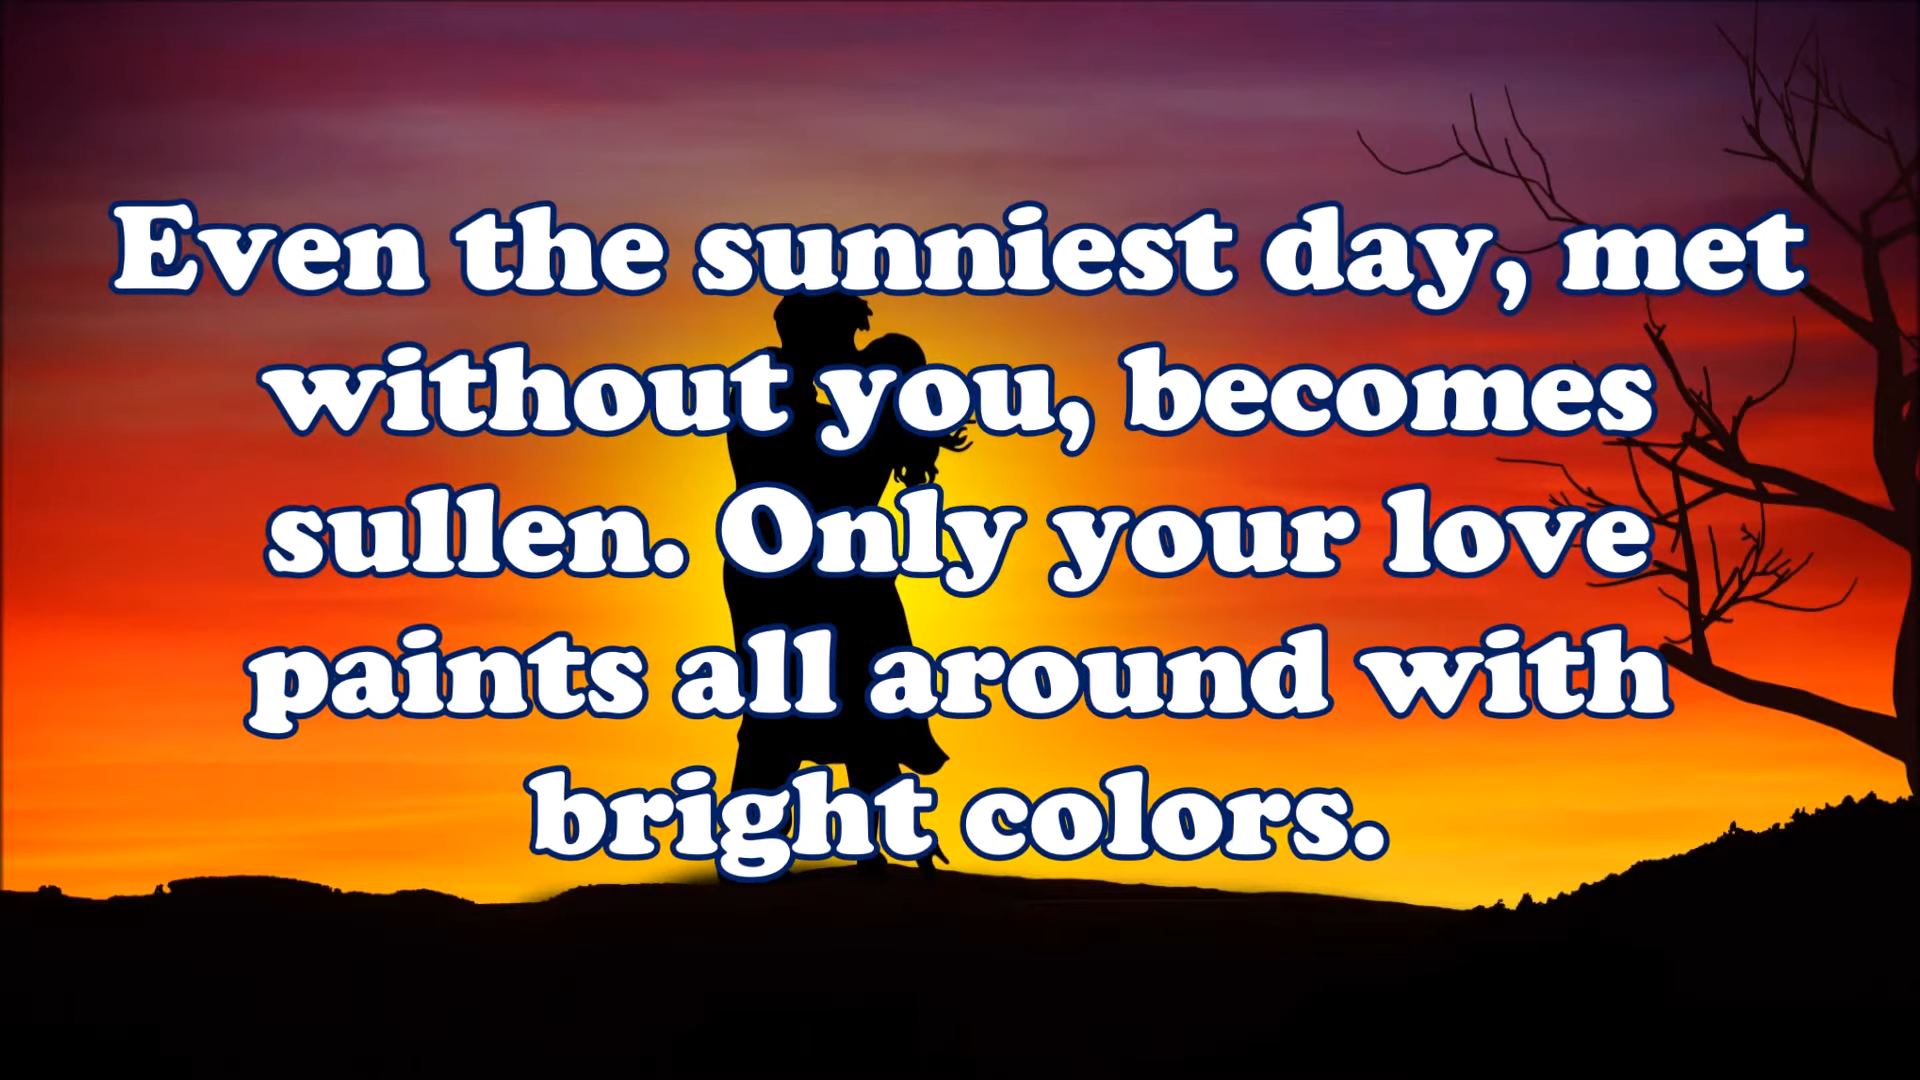 Even the sunniest day, met
without you, becomes
sullen. Only your love
paints all around with
bright colors.